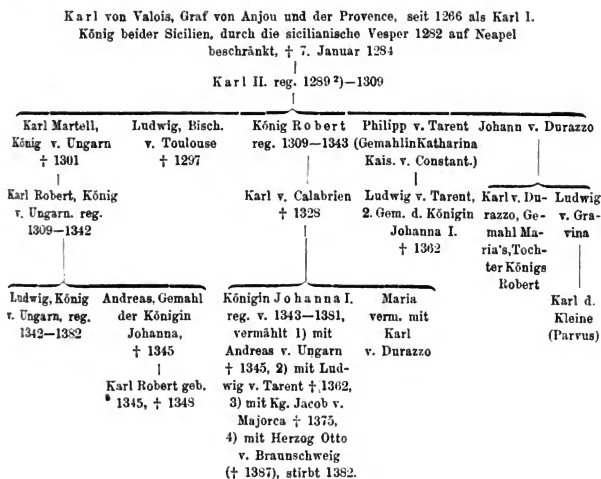 Karl von Valois, Graf von Anjou und der Provence, seit 1266 als Karl I.
König beider Sicilien, durch die sicilianische Vesper 1282 auf Neapel
beschränkt, † 7. Januar 1284
Karl II. reg. 1289 ²)—1309
Karl Martell,
König v. Ungarn
† 1301
Ludwig, Bisch.
v. Toulouse
† 1297
König Robert
reg. 1309—1343
Philipp v. Tarent
(Gemahlin Katharina
Kais. v. Constant.)
Johann v. Durazzo
Karl Robert, König
v. Ungarn. reg.
1309—1342
Karl v. Calabrien
† 1328
Ludwig v. Tarent,
2. Gem. d. Königin
Johanna I.
† 1362
Karl v. Du-
razzo, Ge-
mahl Ma-
ria's, Toch-
ter Königs
Robert
Ludwig
v. Gra-
vina
Karl d.
Kleine
(Parvus)
Ludwig, König
v. Ungarn, reg.
1342—1382
Andreas, Gemahl
der Königin
Johanna,
† 1345
Karl Robert geb.
1345, † 1348
Königin Johanna I.
reg. v. 1343—1381,
vermählt 1) mit
Andreas v. Ungarn
† 1345, 2) mit Lud-
wig v. Tarent † 1362,
3) mit Kg. Jacob v.
Majorca † 1375,
4) mit Herzog Otto
v. Braunschweig
(† 1387), stirbt 1382.
Maria
verm. mit
Karl
v. Durazzo